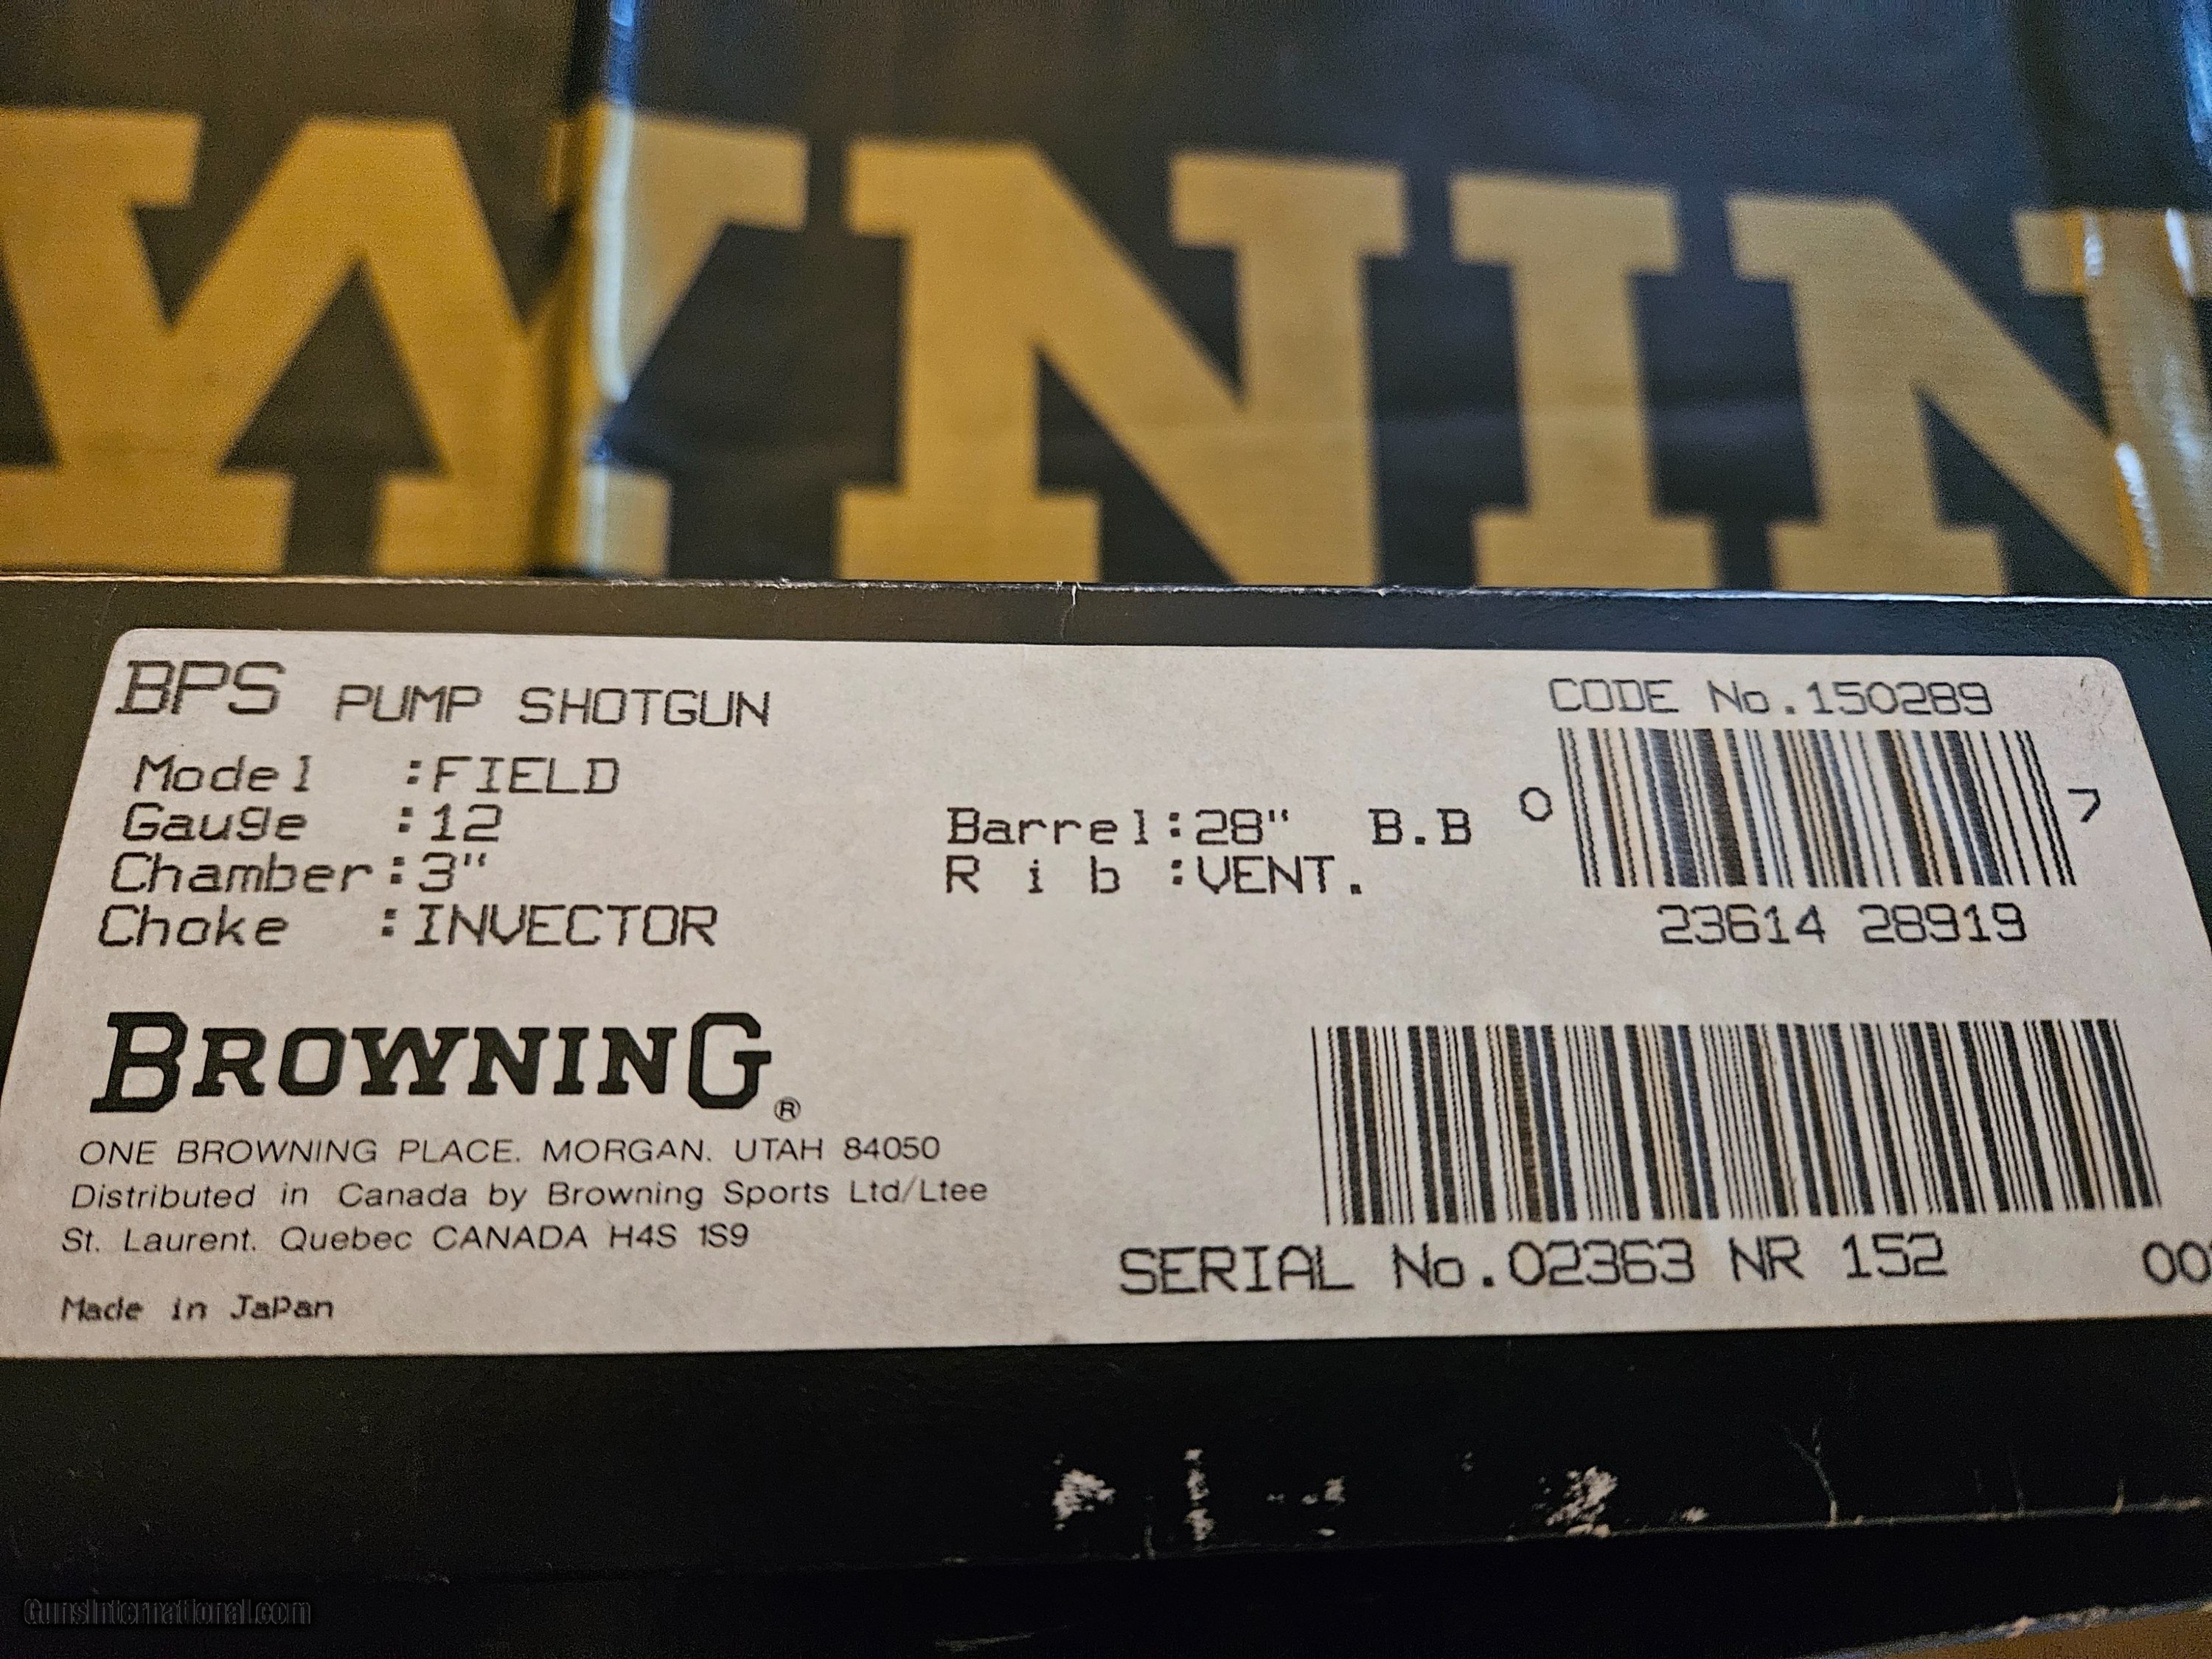 WNIN
BPS PUMP SHOTGUN
Model :FIELD
Gauge :12
Chamber:3"
Choke :INVECTOR
Barrel:28" B.B
Rib :VENT.
CODE No.150289
0 7
23614 28919
BROWNING®
ONE BROWNING PLACE. MORGAN. UTAH 84050
Distributed in Canada by Browning Sports Ltd/Ltee
St. Laurent. Quebec CANADA H4S 1S9
Made in JaPan
SERIAL No.02363 NR 152
GunsInternational.com